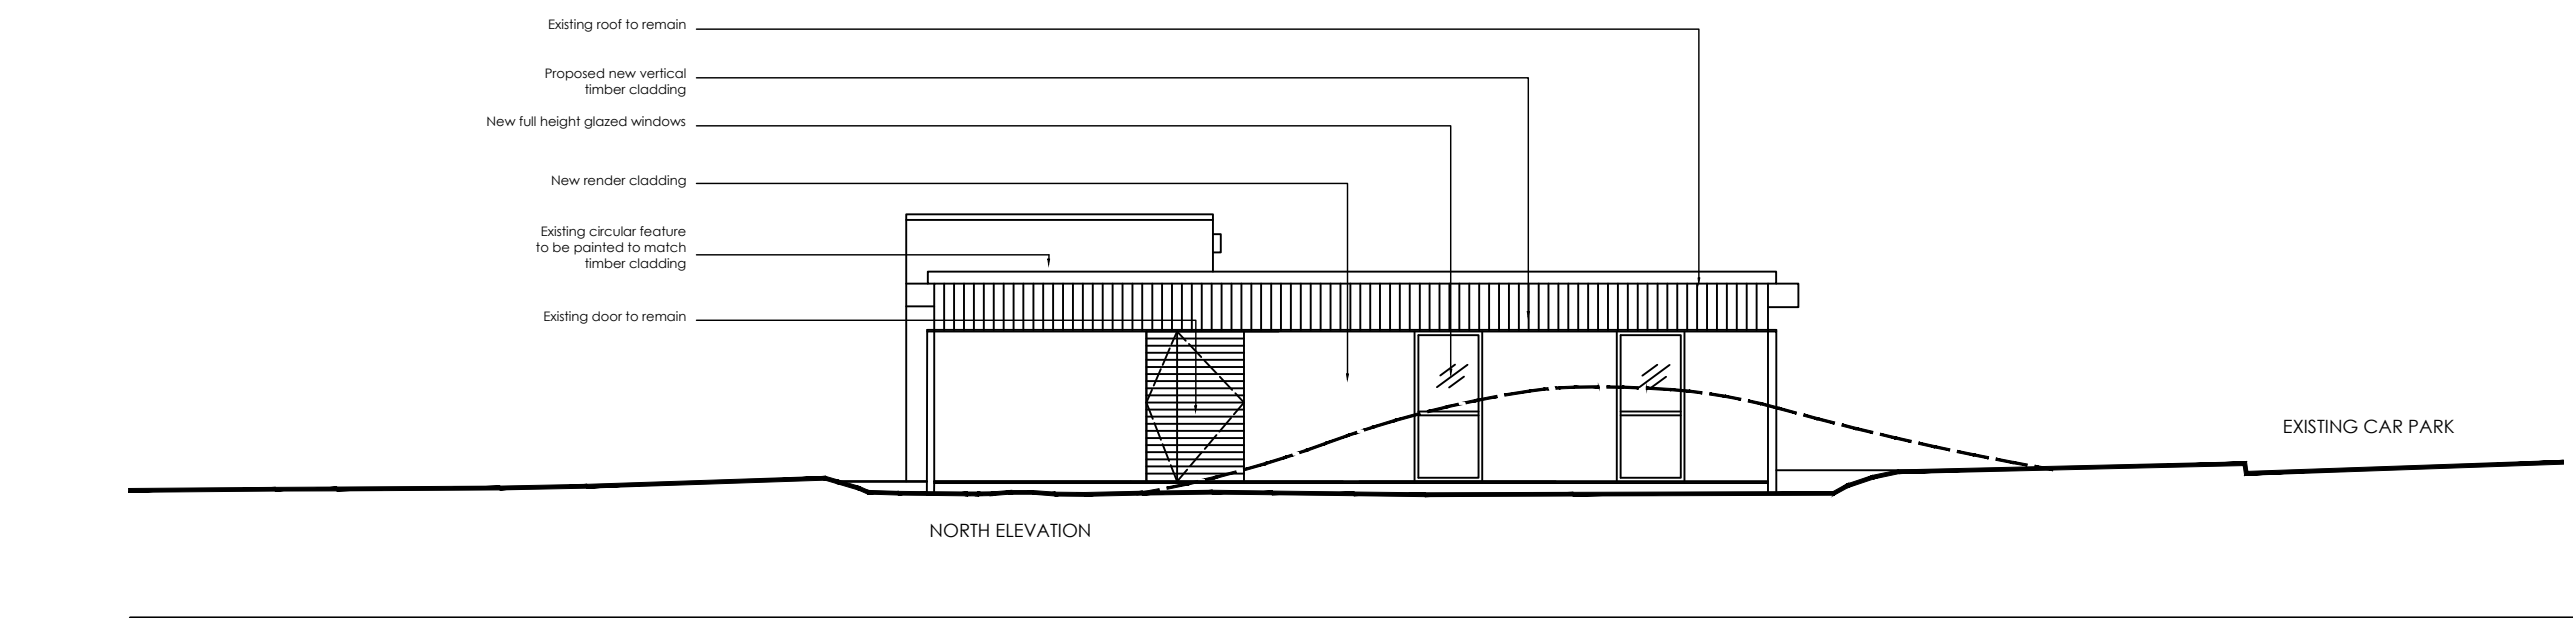 Existing roof to remain
Proposed new vertical
timber cladding
New full height glazed windows
New render cladding
Existing circular feature
to be painted to match
timber cladding
Existing door to remain
EXISTING CAR PARK
NORTH ELEVATION